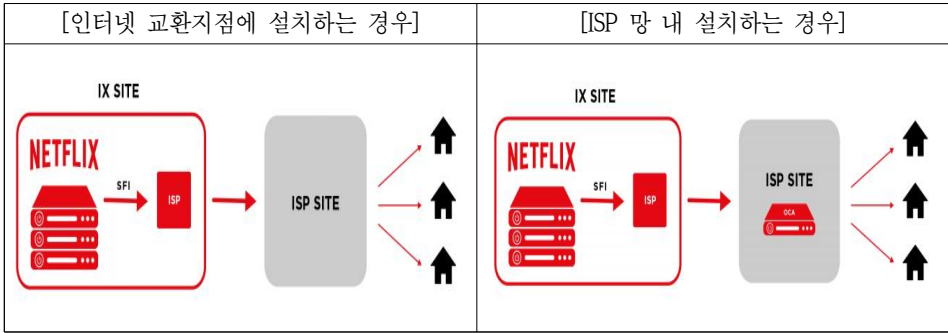 [인터넷 교환지점에 설치하는 경우]
[ISP 망 내 설치하는 경우]
IX SITE
NETFLIX
SFI
ISP
ISP SITE
IX SITE
NETFLIX
SFI
ISP
ISP SITE
OCA